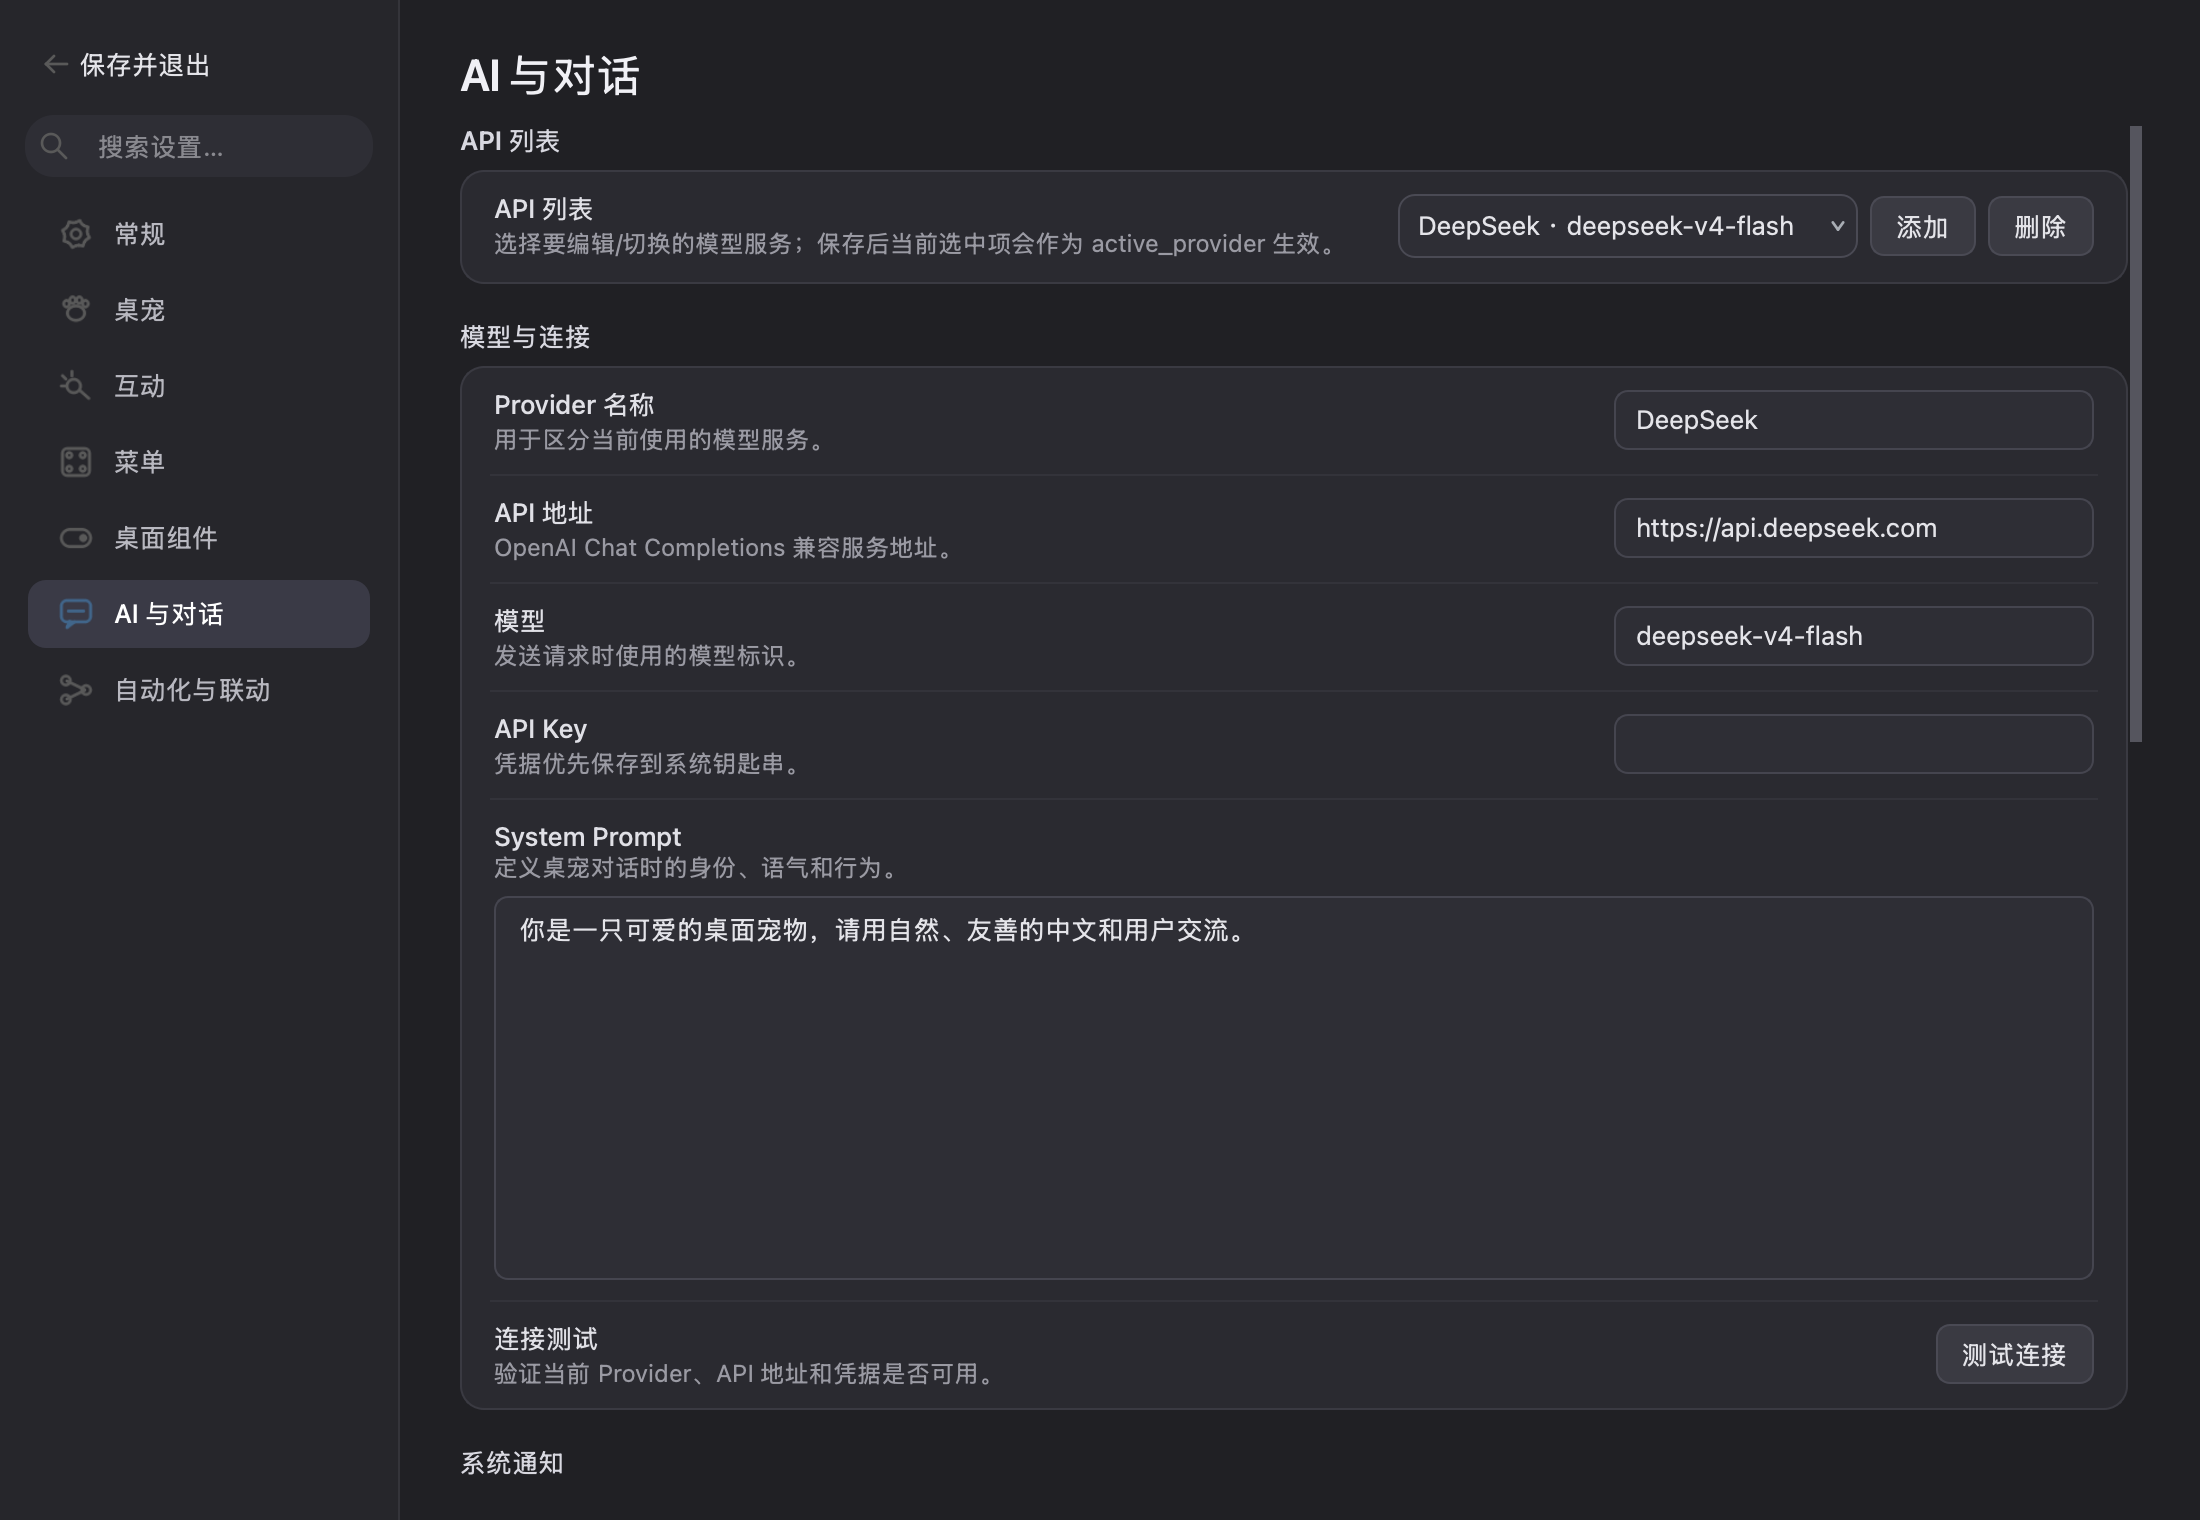 保存并退出
搜索设置...
常规
桌宠
互动
菜单
桌面组件
AI 与对话
自动化与联动
AI 与对话
API 列表
API 列表
选择要编辑/切换的模型服务；保存后当前选中项会作为 active_provider 生效。
DeepSeek · deepseek-v4-flash
添加
删除
模型与连接
Provider 名称
用于区分当前使用的模型服务。
DeepSeek
API 地址
OpenAI Chat Completions 兼容服务地址。
https://api.deepseek.com
模型
发送请求时使用的模型标识。
deepseek-v4-flash
API Key
凭据优先保存到系统钥匙串。
System Prompt
定义桌宠对话时的身份、语气和行为。
你是一只可爱的桌面宠物，请用自然、友善的中文和用户交流。
连接测试
验证当前 Provider、API 地址和凭据是否可用。
测试连接
系统通知